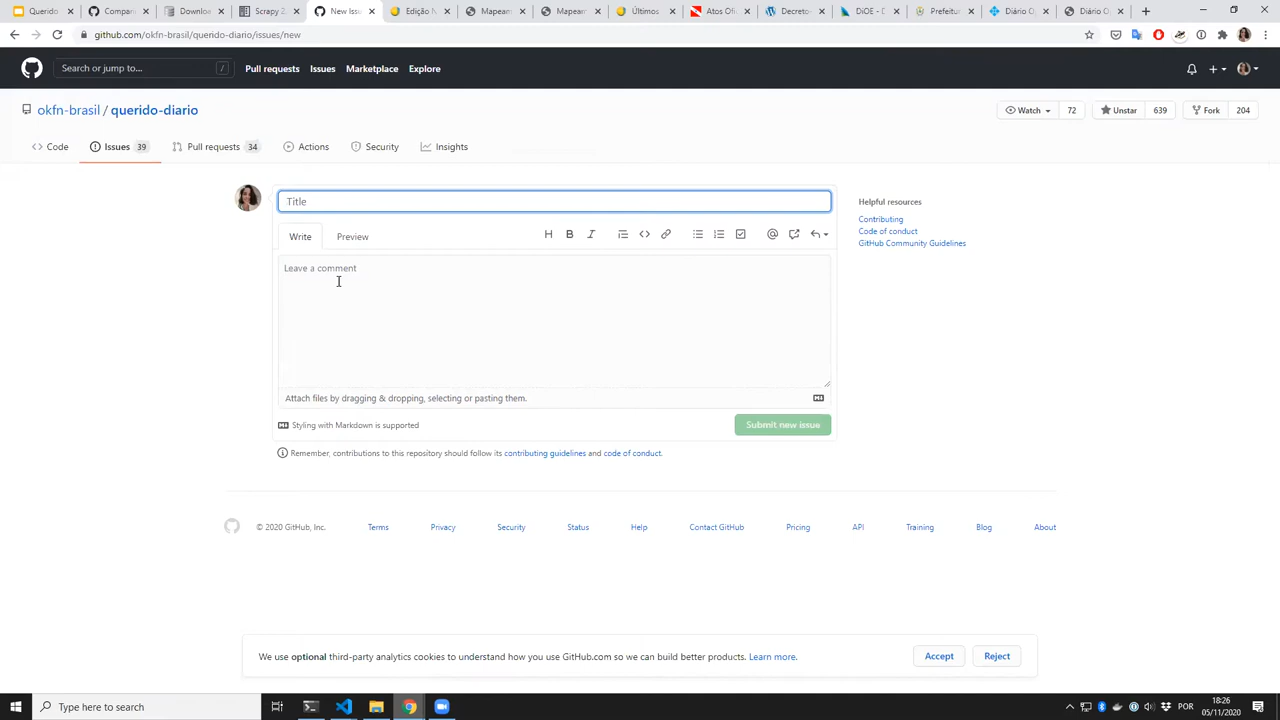 Querido
Compari
Downloa
Scrapy 2.
New Issu
Edição N
Mapeam
Mapeam
Últimos
Atos Ofi
Decreto-
DiOE - D
Prefeitur
Diário O
Diário O
github.com/okfn-brasil/querido-diario/issues/new
Search or jump to... /
Pull requests
Issues
Marketplace
Explore
okfn-brasil / querido-diario
Watch 72
Unstar 639
Fork 204
Code
Issues 39
Pull requests 34
Actions
Security
Insights
Title
Write
Preview
Leave a comment
Attach files by dragging & dropping, selecting or pasting them.
Styling with Markdown is supported
Submit new issue
Remember, contributions to this repository should follow its contributing guidelines and code of conduct.
Helpful resources
Contributing
Code of conduct
GitHub Community Guidelines
© 2020 GitHub, Inc.
Terms
Privacy
Security
Status
Help
Contact GitHub
Pricing
API
Training
Blog
About
We use optional third-party analytics cookies to understand how you use GitHub.com so we can build better products. Learn more.
Accept
Reject
Type here to search
POR
18:26
05/11/2020